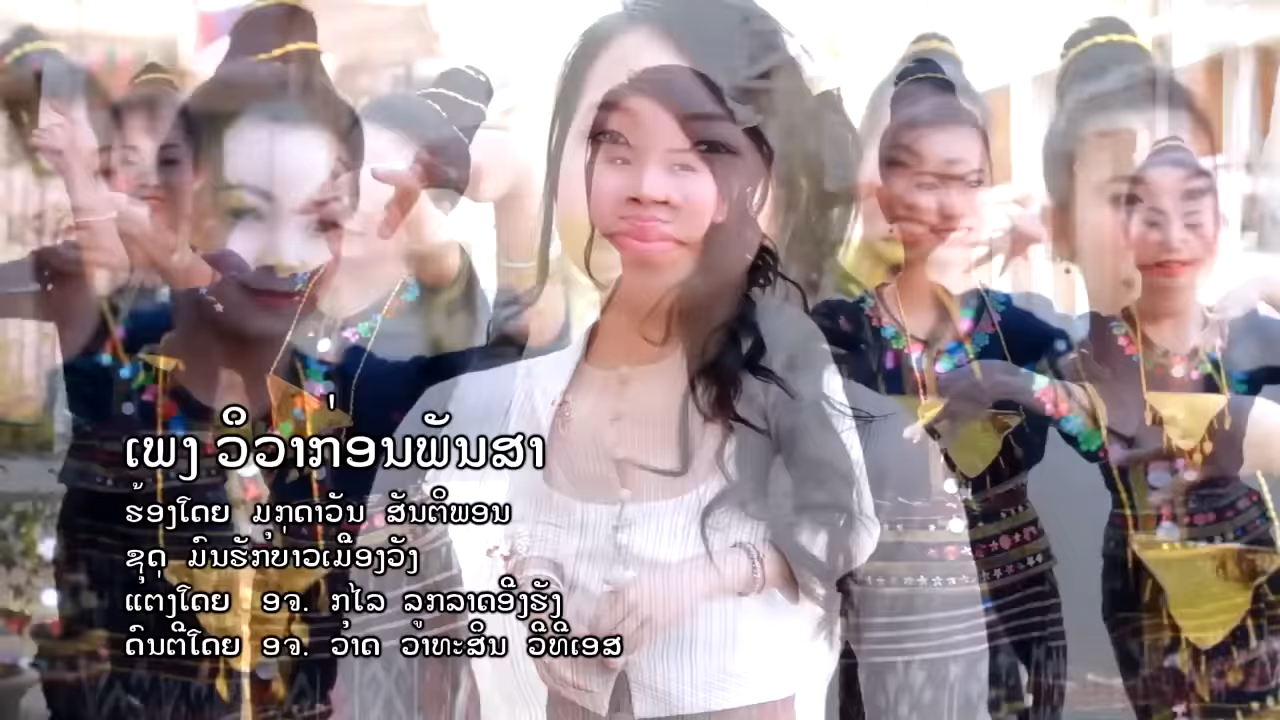 ເພງ ວິວາກ່ອນພັນສາ
ຮ້ອງໂດຍ ມຸກດາວັນ ສັນຕິພອນ
ຊຸດ ມົນຮັກບ່າວເມືອງວັງ
ແຕ່ງໂດຍ ອຈ. ກຸໄລ ລູກລາດອີງຮັງ
ດົນຕີໂດຍ ອຈ. ວາດ ວາທະສິນ ວີທີເອສ